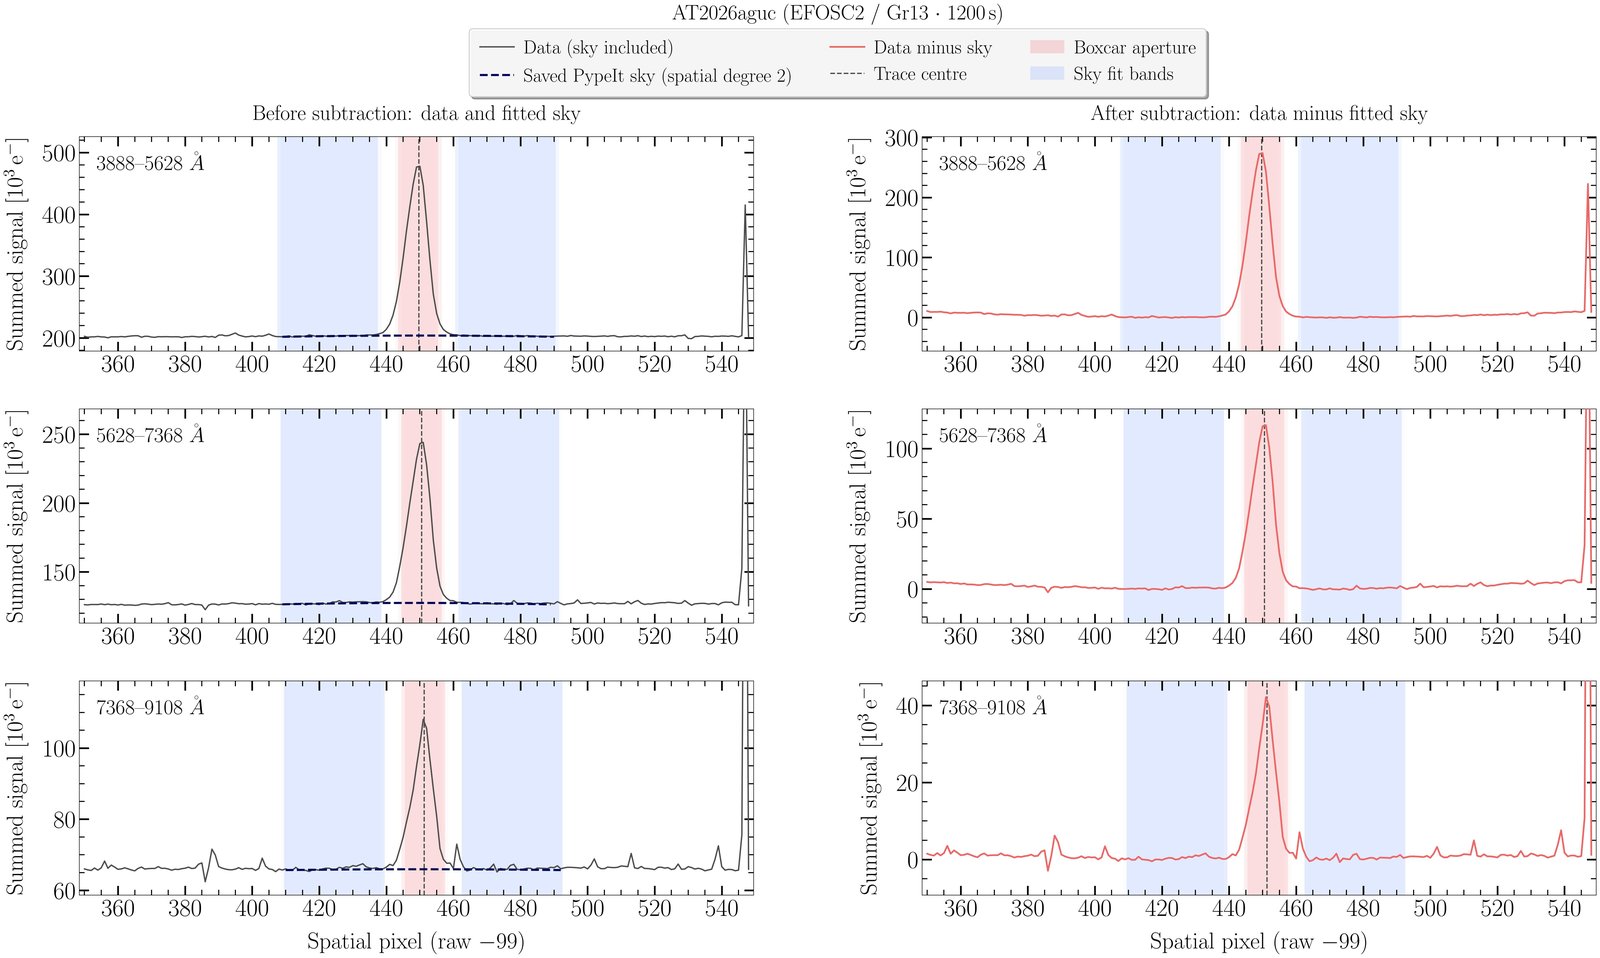 AT2026aguc (EFOSC2 / Gr13 · 1200 s)
Data (sky included)
Saved PypeIt sky (spatial degree 2)
Data minus sky
Trace centre
Boxcar aperture
Sky fit bands
Before subtraction: data and fitted sky
After subtraction: data minus fitted sky
Summed signal [10³ e⁻]
500
400
300
200
3888–5628 Å
360 380 400 420 440 460 480 500 520 540
Summed signal [10³ e⁻]
300
200
100
0
3888–5628 Å
360 380 400 420 440 460 480 500 520 540
Summed signal [10³ e⁻]
250
200
150
5628–7368 Å
360 380 400 420 440 460 480 500 520 540
Summed signal [10³ e⁻]
100
50
0
5628–7368 Å
360 380 400 420 440 460 480 500 520 540
Summed signal [10³ e⁻]
100
80
60
7368–9108 Å
360 380 400 420 440 460 480 500 520 540
Spatial pixel (raw −99)
Summed signal [10³ e⁻]
40
20
0
7368–9108 Å
360 380 400 420 440 460 480 500 520 540
Spatial pixel (raw −99)